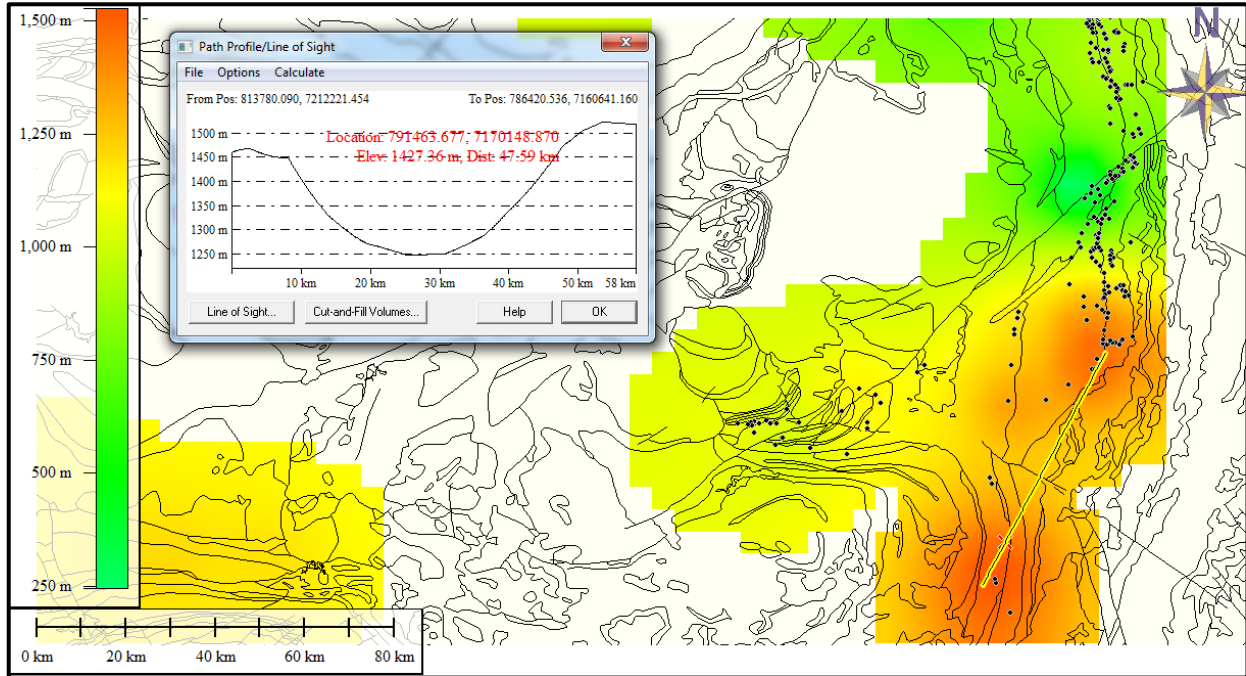 1,500 m
1,250 m
1,000 m
750 m
500 m
250 m
0 km 20 km 40 km 60 km 80 km
N
Path Profile/Line of Sight
File Options Calculate
From Pos: 813780.090, 7212221.454 To Pos: 786420.536, 7160641.160
Location: 791463.677, 7170148.870
Elev: 1427.36 m, Dist: 47.59 km
1500 m
1450 m
1400 m
1350 m
1300 m
1250 m
10 km 20 km 30 km 40 km 50 km 58 km
Line of Sight... Cut-and-Fill Volumes... Help OK